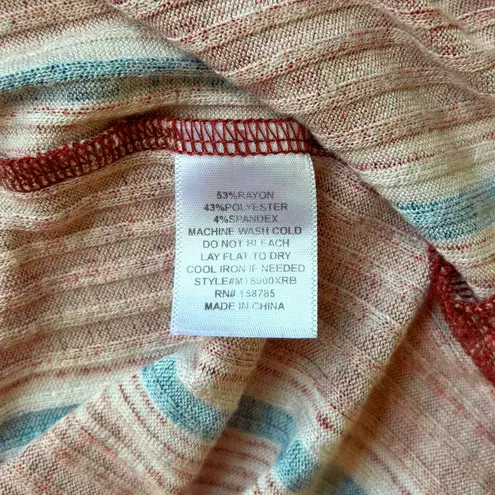 53%RAYON
43%POLYESTER
4%SPANDEX
MACHINE WASH COLD
DO NOT BLEACH
LAY FLAT TO DRY
COOL IRON IF NEEDED
STYLE#M16900XRB
RN# 158785
MADE IN CHINA